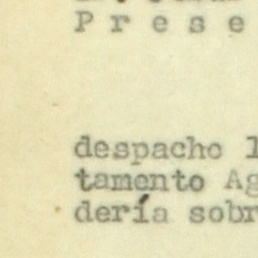 P r e s e
despacho l
tamento Ag
dería sobr